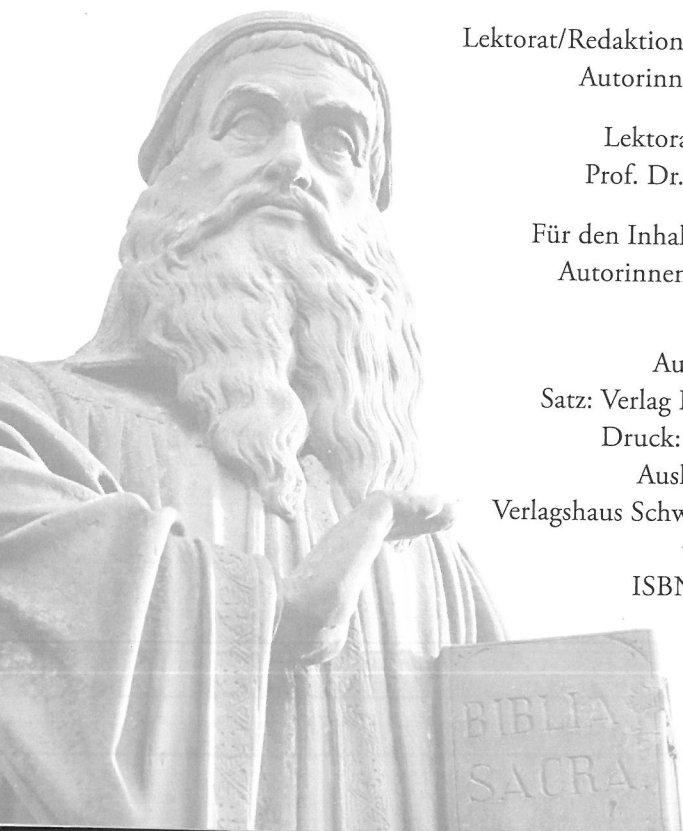 Lektorat/Redaktion
Autorinn
Lektora
Prof. Dr.
Für den Inhal
Autorinnen
Au
Satz: Verlag
Druck:
Ausl
Verlagshaus Schw
ISBN
BIBLIA
SACRA.